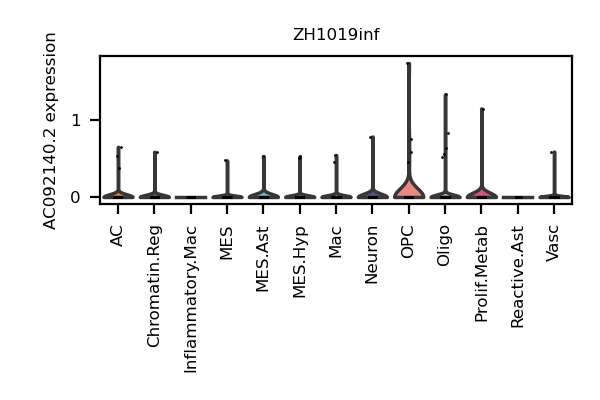 ZH1019inf
AC092140.2 expression
1
0
AC
Chromatin.Reg
Inflammatory.Mac
MES
MES.Ast
MES.Hyp
Mac
Neuron
OPC
Oligo
Prolif.Metab
Reactive.Ast
Vasc